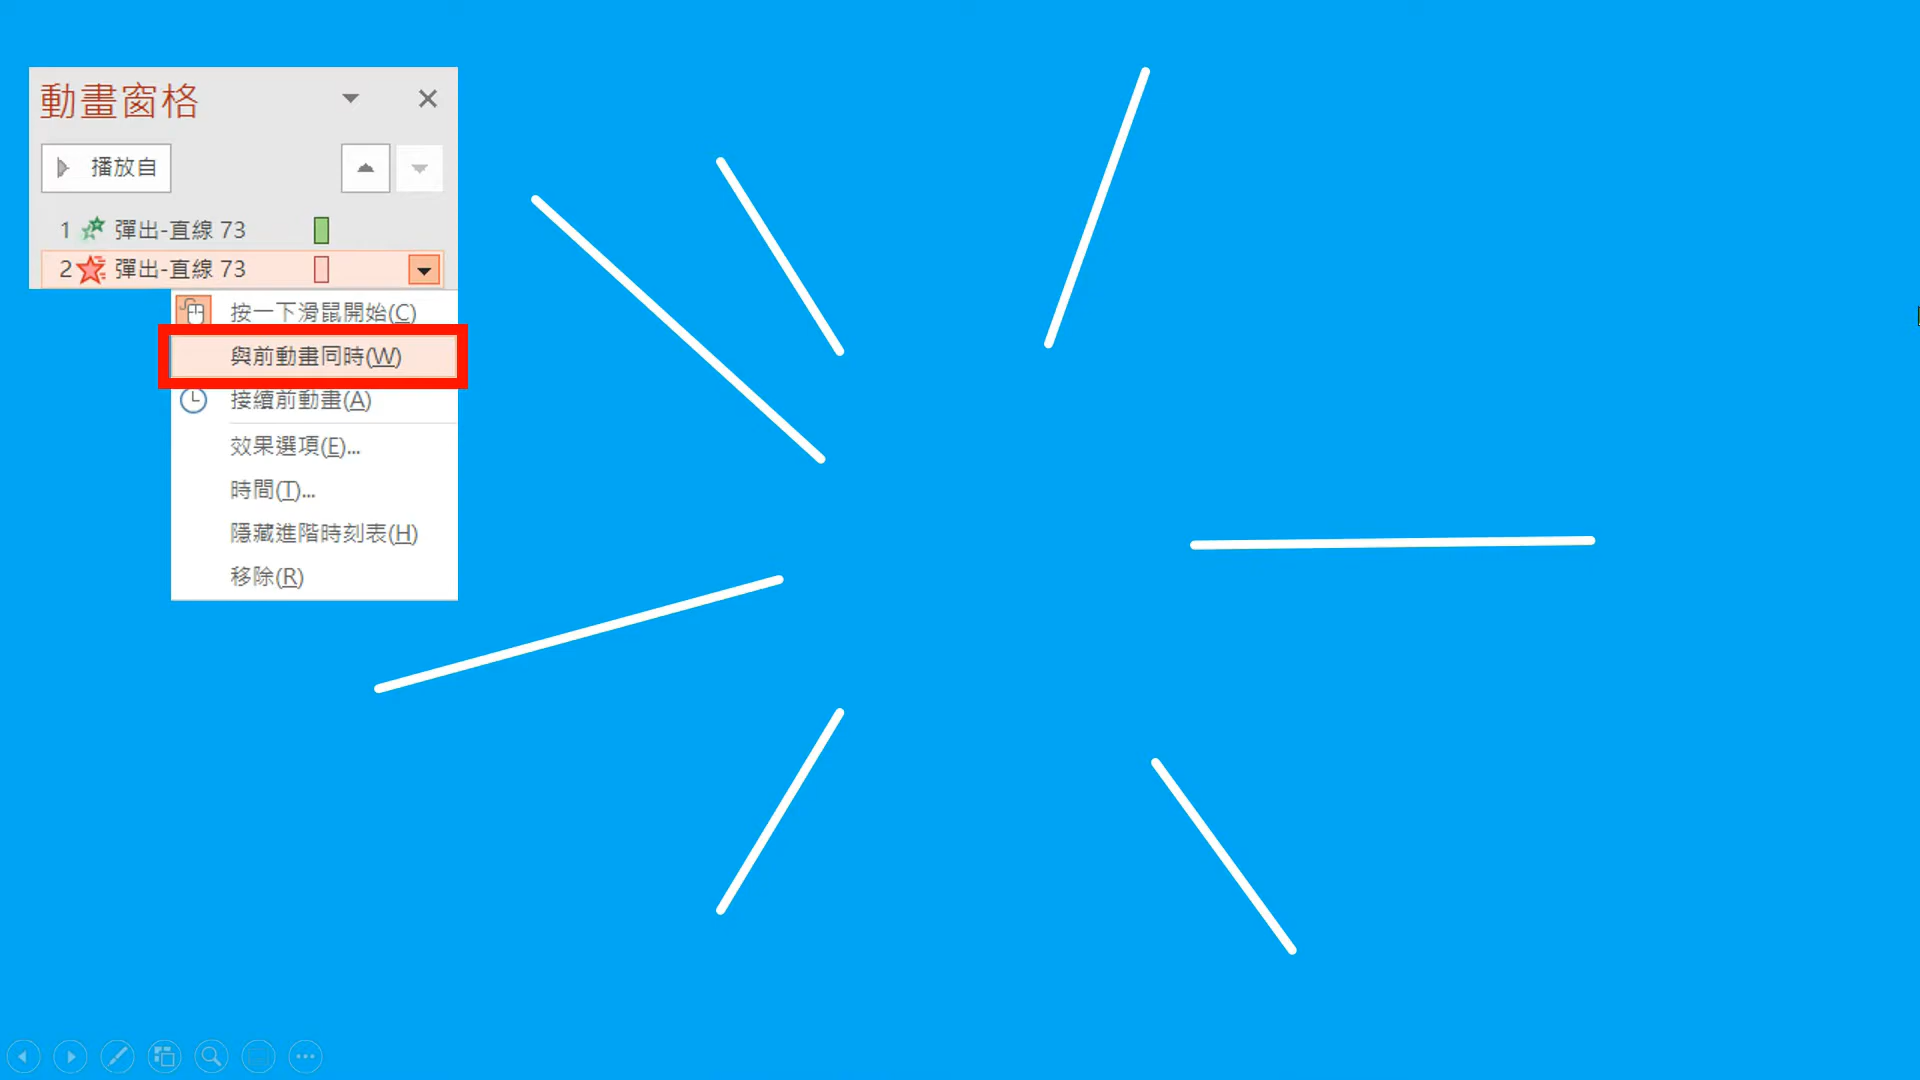 動畫窗格
播放自
1 彈出-直線 73
2 彈出-直線 73
按一下滑鼠開始(C)
與前動畫同時(W)
接續前動畫(A)
效果選項(E)...
時間(T)...
隱藏進階時刻表(H)
移除(R)